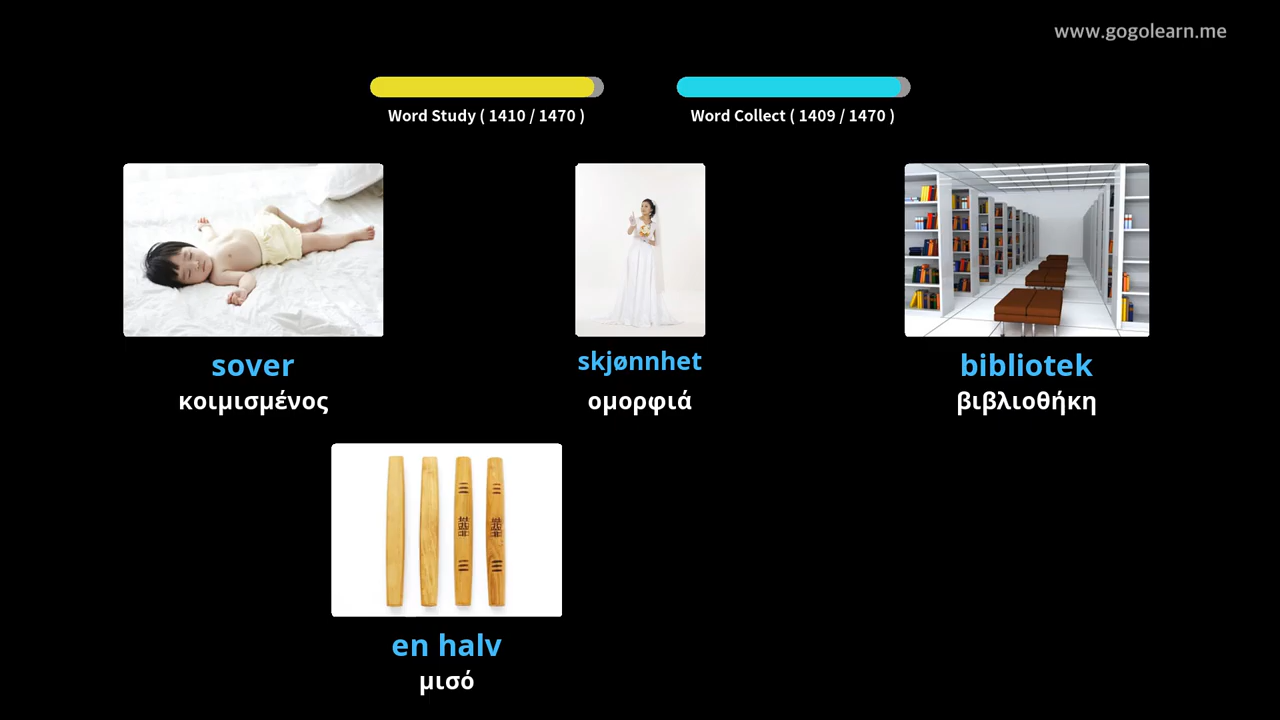 www.gogolearn.me
Word Study ( 1410 / 1470 )
Word Collect ( 1409 / 1470 )
sover
κοιμισμένος
skjønnhet
ομορφιά
bibliotek
βιβλιοθήκη
en halv
μισό